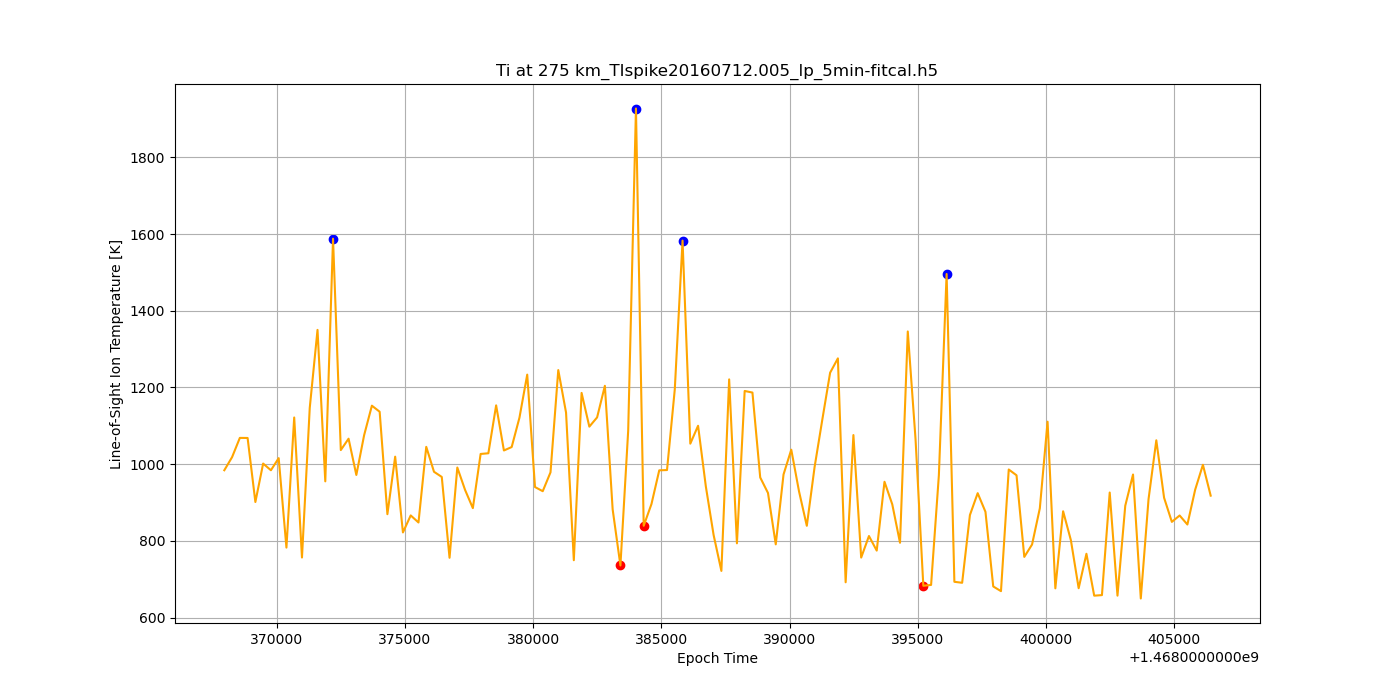 Ti at 275 km_TIspike20160712.005_lp_5min-fitcal.h5
Line-of-Sight Ion Temperature [K]
1800
1600
1400
1200
1000
800
600
370000 375000 380000 385000 390000 395000 400000 405000
Epoch Time
+1.4680000000e9